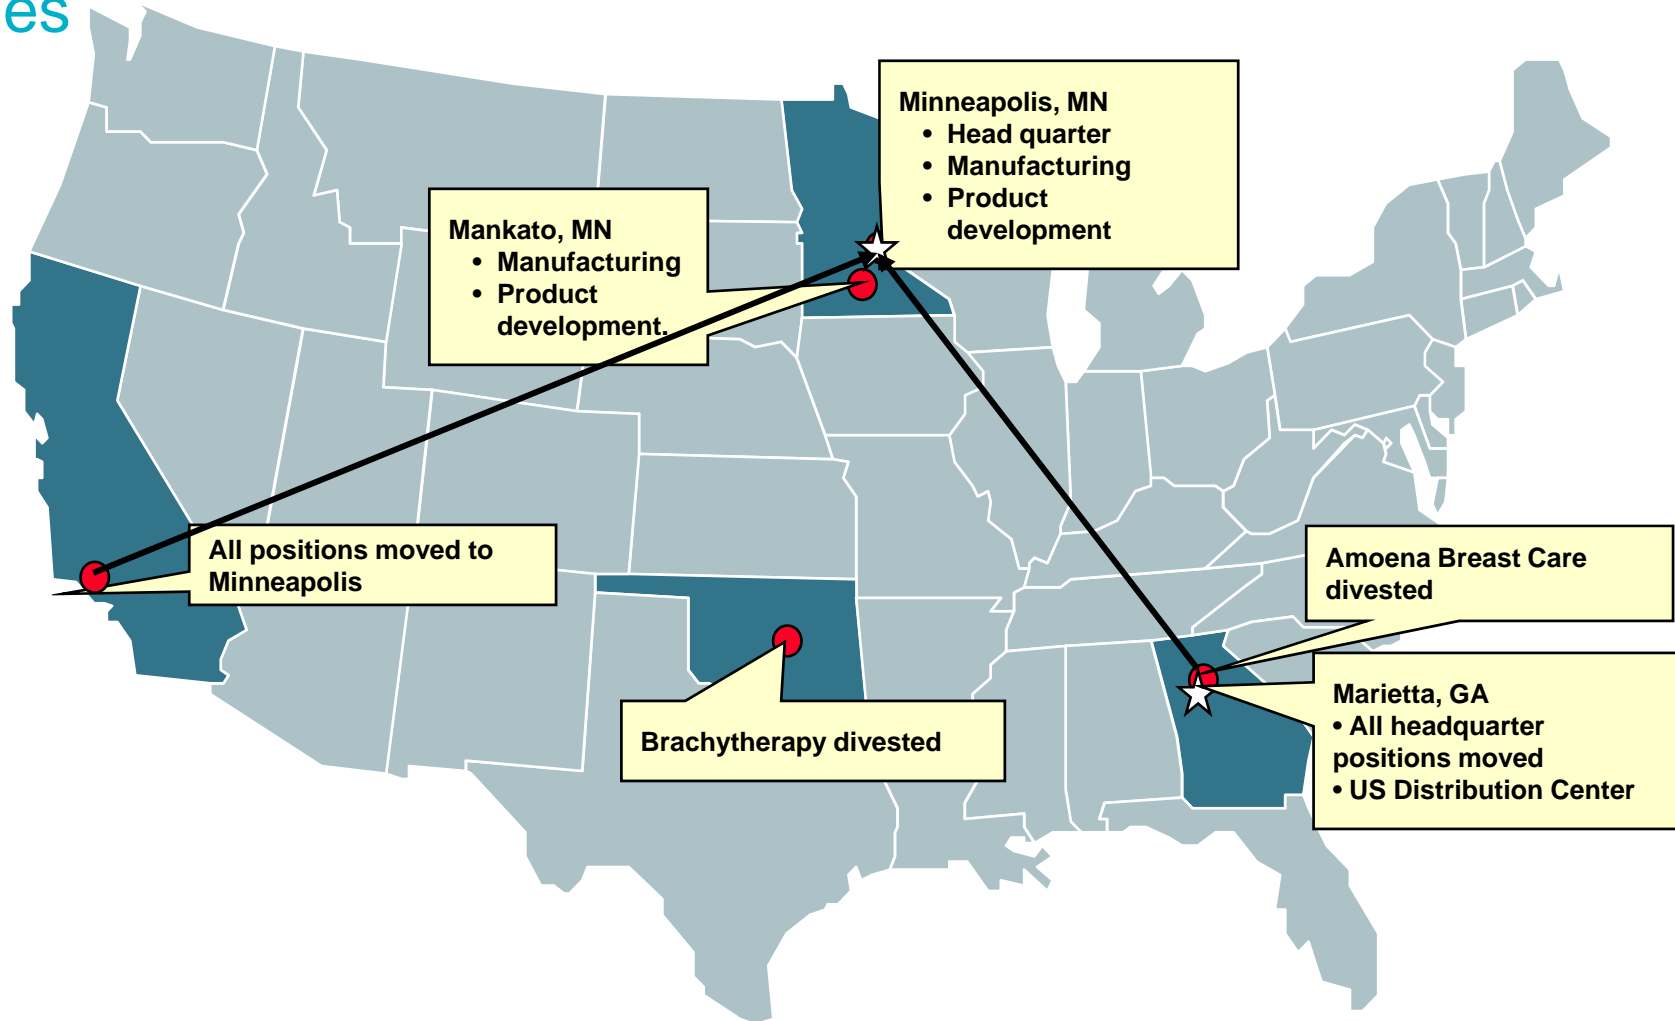 es
Minneapolis, MN
• Head quarter
• Manufacturing
• Product
development
Mankato, MN
• Manufacturing
• Product
development.
All positions moved to
Minneapolis
Amoena Breast Care
divested
Brachytherapy divested
Marietta, GA
• All headquarter
positions moved
• US Distribution Center